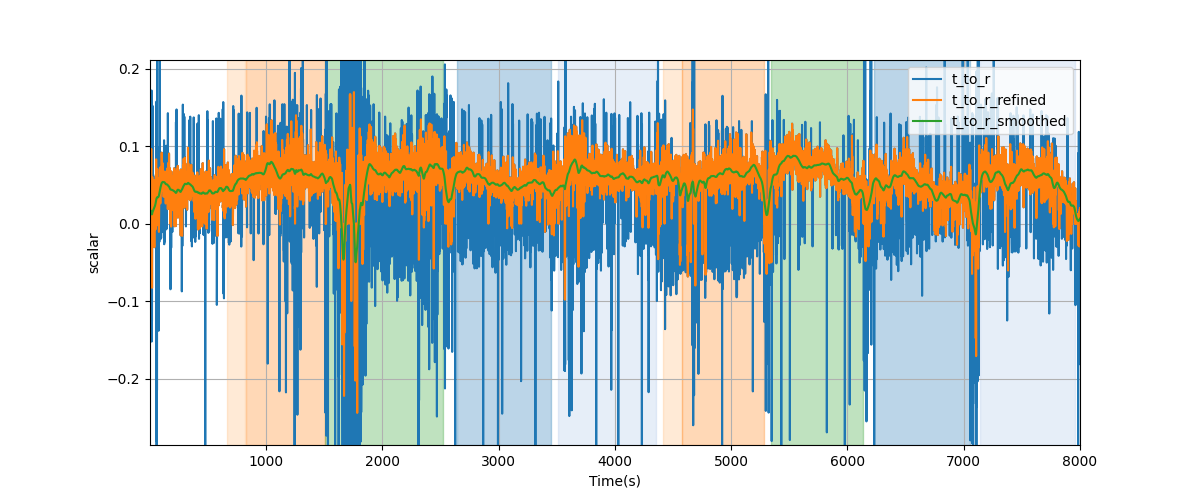 0.2
0.1
0.0
−0.1
−0.2
scalar
1000 2000 3000 4000 5000 6000 7000 8000
Time(s)
t_to_r
t_to_r_refined
t_to_r_smoothed